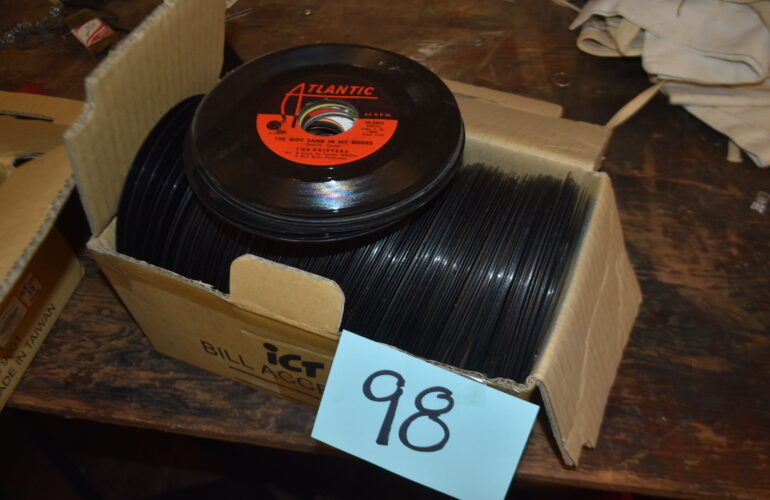 ATLANTIC
45 R.P.M.
I'VE GOT SAND IN MY SHOES
THE DRIFTERS
iCT
BILL ACCE
98
ADE IN TAIWAN